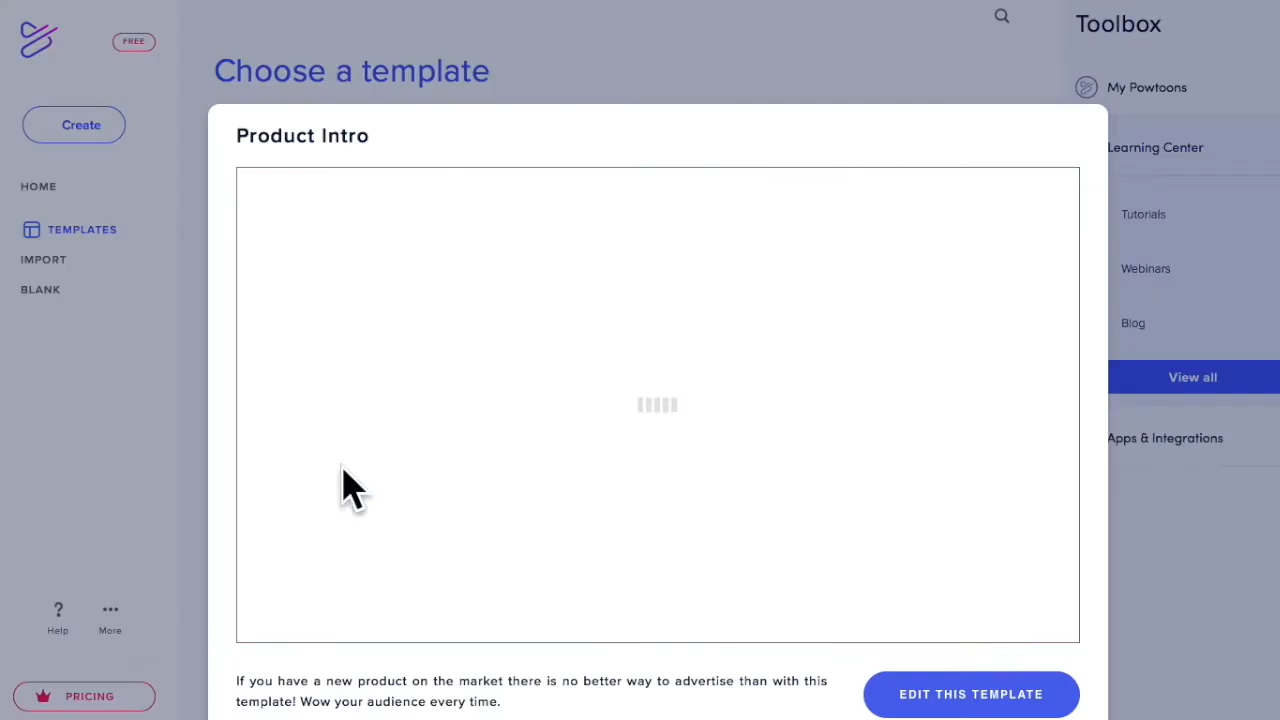 FREE
Create
HOME
TEMPLATES
IMPORT
BLANK
? Help
More
PRICING
Choose a template
Product Intro
If you have a new product on the market there is no better way to advertise than with this
template! Wow your audience every time.
EDIT THIS TEMPLATE
Toolbox
My Powtoons
Learning Center
Tutorials
Webinars
Blog
View all
Apps & Integrations